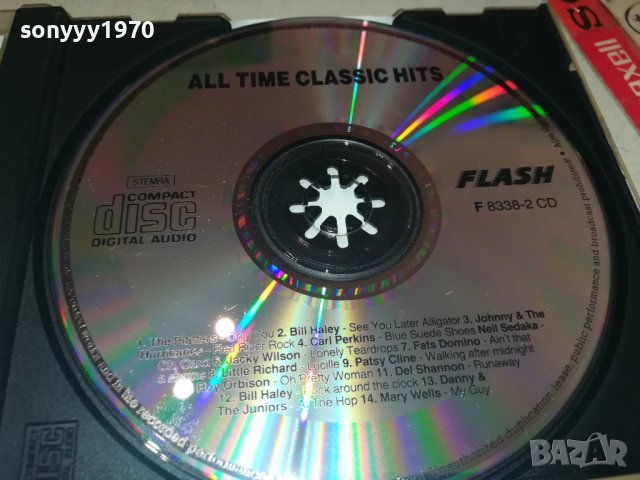 sonyyy1970
ALL TIME CLASSIC HITS
maxell
STEMRA
COMPACT
disc
DIGITAL AUDIO
FLASH
F 8338-2 CD
1. The Platters - Only You 2. Bill Haley - See You Later Alligator 3. Johnny & The
Hurricanes - Red River Rock 4. Carl Perkins - Blue Suede Shoes Neil Sedaka -
Oh, Carol 6. Jacky Wilson - Lonely Teardrops 7. Fats Domino - Ain't that
a shame 8. Little Richard - Lucille 9. Patsy Cline - Walking after midnight
Roy Orbison - Oh Pretty Woman 11. Del Shannon - Runaway
12. Bill Haley - Rock around the clock 13. Danny &
The Juniors - At The Hop 14. Mary Wells - My Guy
duplication, lease, public performance and broadcast prohibited!
BAZAR